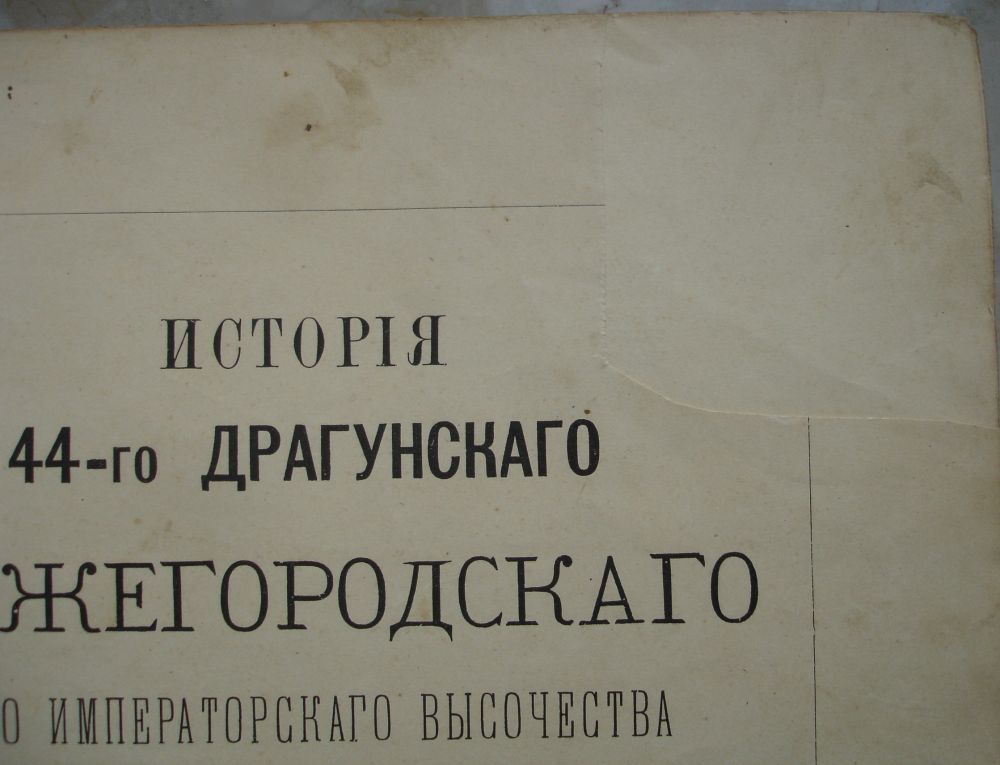 ИСТОРІЯ
44-го ДРАГУНСКАГО
ЖЕГОРОДСКАГО
О ИМПЕРАТОРСКАГО ВЫСОЧЕСТВА